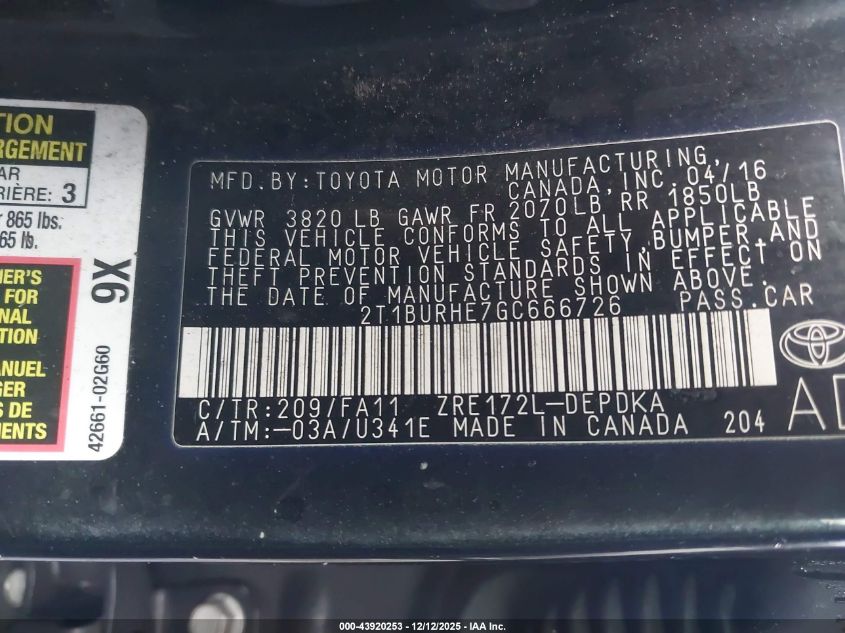 TION
RGEMENT
AR
RIÈRE: 3
r 865 lbs.
65 lb.
9X
ER'S
FOR
NAL
TION
ANUEL
GER
S DE
EMENTS
42661-02G60
MFD.BY:TOYOTA MOTOR MANUFACTURING,
CANADA, INC. 04/16
GVWR 3820 LB GAWR FR 2070LB, RR 1850LB
THIS VEHICLE CONFORMS TO ALL APPLICABLE
FEDERAL MOTOR VEHICLE SAFETY, BUMPER, AND
THEFT PREVENTION STANDARDS IN EFFECT ON
THE DATE OF MANUFACTURE SHOWN ABOVE.
2T1BURHE7GC666726 PASS.CAR
C/TR:209/FA11 ZRE172L-DEPDKA
A/TM:-03A/U341E MADE IN CANADA 204
AD
000-43920253 - 12/12/2025 - IAA Inc.